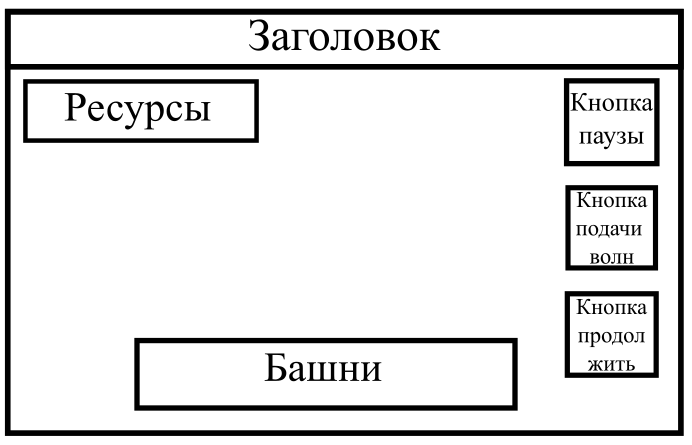 Заголовок
Ресурсы
Кнопка
паузы
Кнопка
подачи
волн
Кнопка
продол
жить
Башни